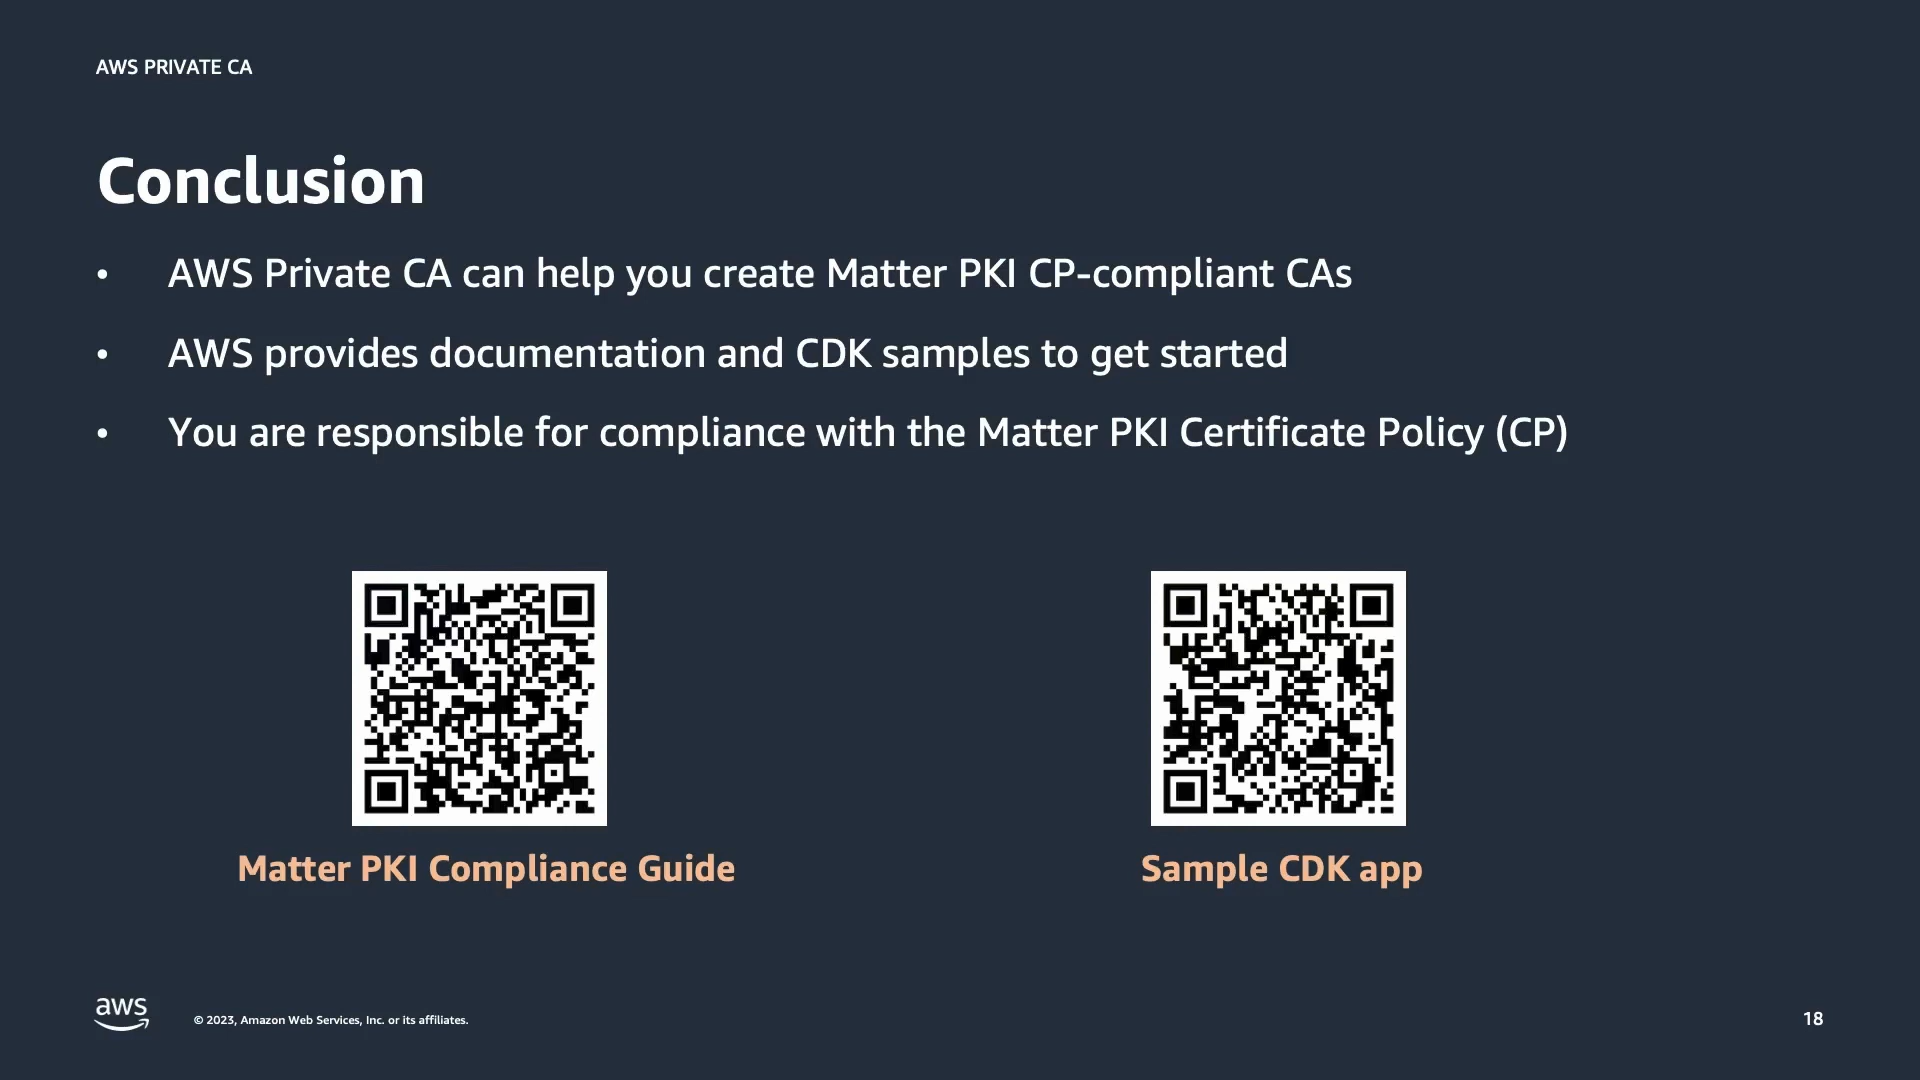 AWS PRIVATE CA
Conclusion
• AWS Private CA can help you create Matter PKI CP-compliant CAs
• AWS provides documentation and CDK samples to get started
• You are responsible for compliance with the Matter PKI Certificate Policy (CP)
Matter PKI Compliance Guide
Sample CDK app
aws
© 2023, Amazon Web Services, Inc. or its affiliates.
18